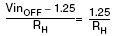 Vin_OFF − 1.25 / R_H = 1.25 / R_H